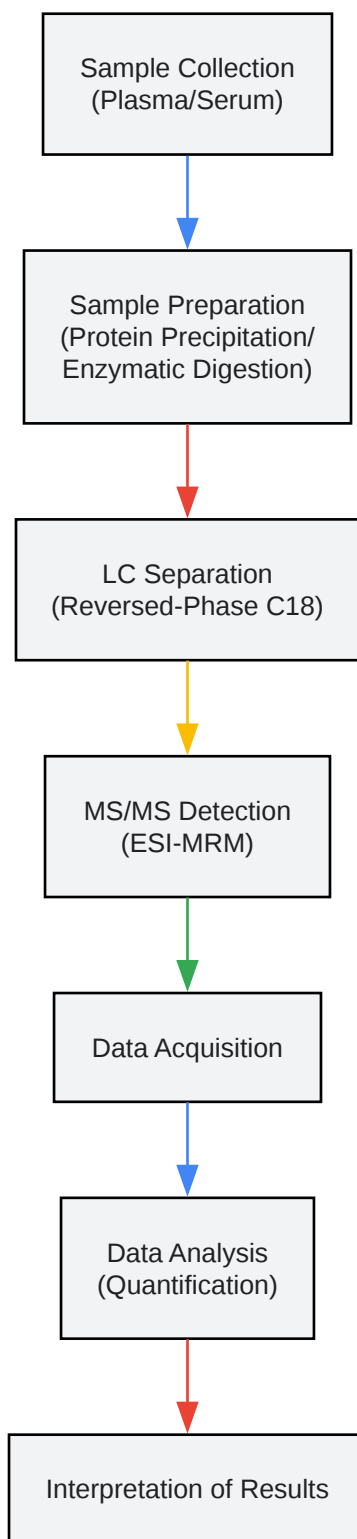 Sample Collection
(Plasma/Serum)
Sample Preparation
(Protein Precipitation/
Enzymatic Digestion)
LC Separation
(Reversed-Phase C18)
MS/MS Detection
(ESI-MRM)
Data Acquisition
Data Analysis
(Quantification)
Interpretation of Results